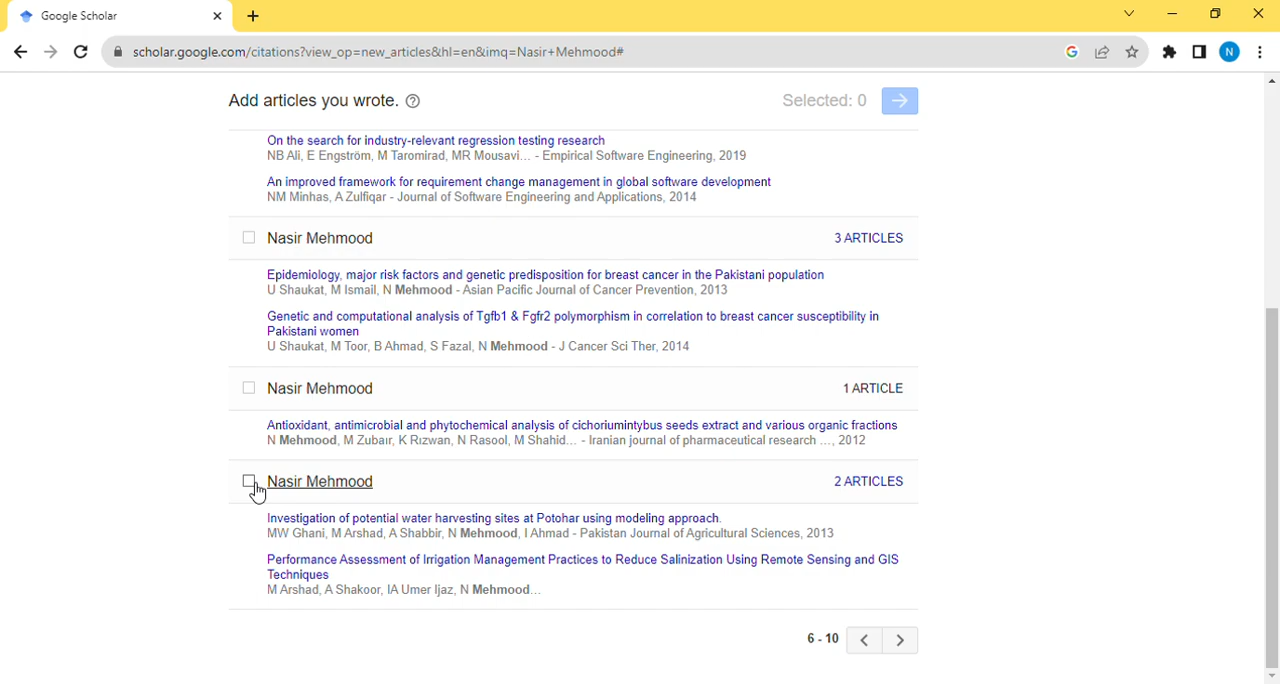 Google Scholar
scholar.google.com/citations?view_op=new_articles&hl=en&imq=Nasir+Mehmood#
N
Add articles you wrote.
Selected: 0
On the search for industry-relevant regression testing research
NB Ali, E Engström, M Taromirad, MR Mousavi... - Empirical Software Engineering, 2019
An improved framework for requirement change management in global software development
NM Minhas, A Zulfiqar - Journal of Software Engineering and Applications, 2014
Nasir Mehmood
3 ARTICLES
Epidemiology, major risk factors and genetic predisposition for breast cancer in the Pakistani population
U Shaukat, M Ismail, N Mehmood - Asian Pacific Journal of Cancer Prevention, 2013
Genetic and computational analysis of Tgfb1 & Fgfr2 polymorphism in correlation to breast cancer susceptibility in
Pakistani women
U Shaukat, M Toor, B Ahmad, S Fazal, N Mehmood - J Cancer Sci Ther, 2014
Nasir Mehmood
1 ARTICLE
Antioxidant, antimicrobial and phytochemical analysis of cichoriumintybus seeds extract and various organic fractions
N Mehmood, M Zubair, K Rizwan, N Rasool, M Shahid... - Iranian journal of pharmaceutical research ..., 2012
Nasir Mehmood
2 ARTICLES
Investigation of potential water harvesting sites at Potohar using modeling approach.
MW Ghani, M Arshad, A Shabbir, N Mehmood, I Ahmad - Pakistan Journal of Agricultural Sciences, 2013
Performance Assessment of Irrigation Management Practices to Reduce Salinization Using Remote Sensing and GIS
Techniques
M Arshad, A Shakoor, IA Umer Ijaz, N Mehmood...
6 - 10